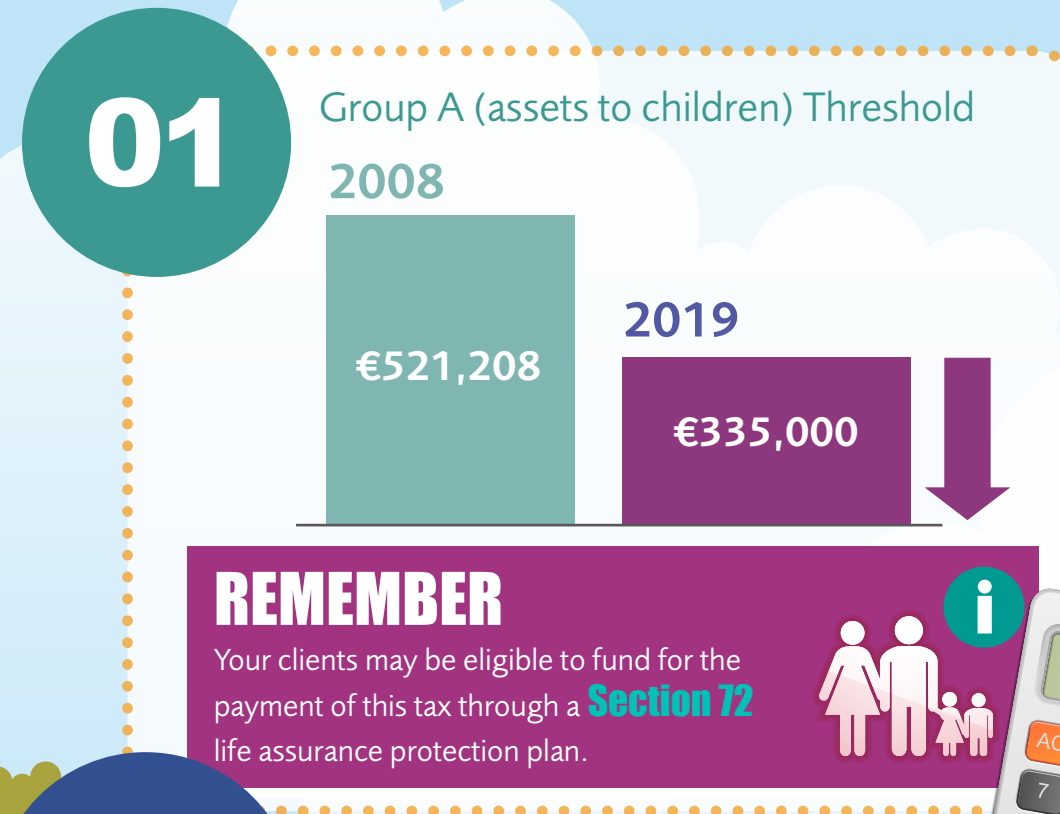 01
Group A (assets to children) Threshold
2008
€521,208
2019
€335,000
REMEMBER
i
Your clients may be eligible to fund for the
payment of this tax through a Section 72
life assurance protection plan.
7